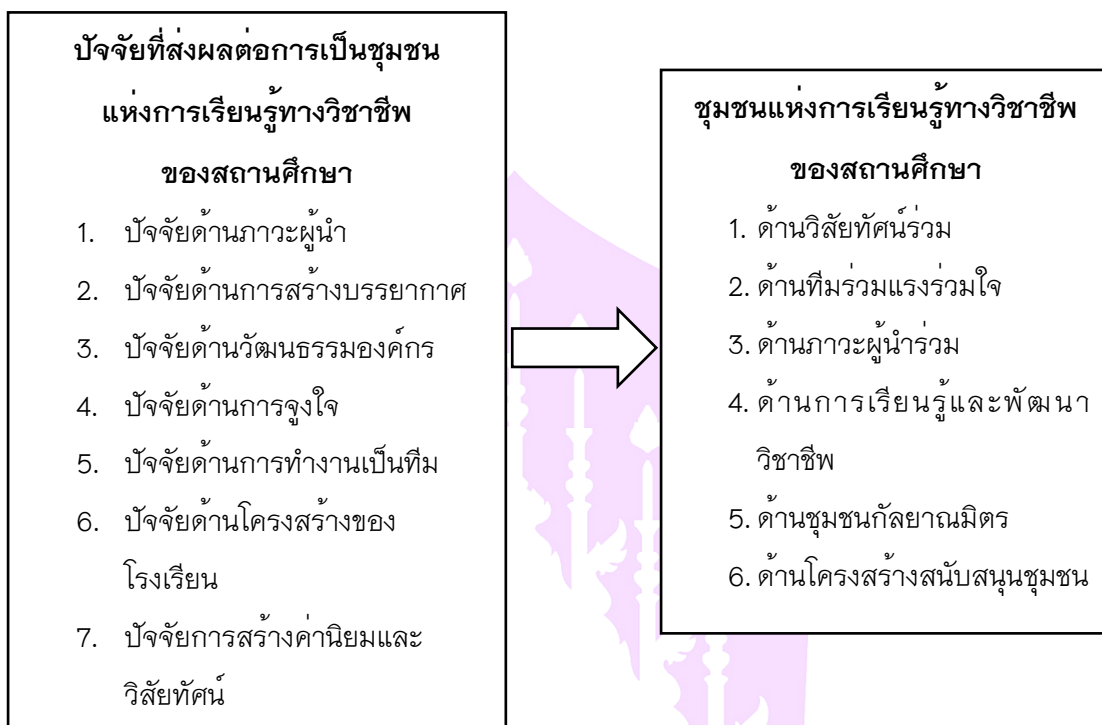 ปัจจัยที่ส่งผลต่อการเป็นชุมชน
แห่งการเรียนรู้ทางวิชาชีพ
ของสถานศึกษา
1. ปัจจัยด้านภาวะผู้นำ
2. ปัจจัยด้านการสร้างบรรยากาศ
3. ปัจจัยด้านวัฒนธรรมองค์กร
4. ปัจจัยด้านการจูงใจ
5. ปัจจัยด้านการทำงานเป็นทีม
6. ปัจจัยด้านโครงสร้างของ
โรงเรียน
7. ปัจจัยการสร้างค่านิยมและ
วิสัยทัศน์
ชุมชนแห่งการเรียนรู้ทางวิชาชีพ
ของสถานศึกษา
1. ด้านวิสัยทัศน์ร่วม
2. ด้านทีมร่วมแรงร่วมใจ
3. ด้านภาวะผู้นำร่วม
4. ด้านการเรียนรู้และพัฒนา
วิชาชีพ
5. ด้านชุมชนกัลยาณมิตร
6. ด้านโครงสร้างสนับสนุนชุมชน